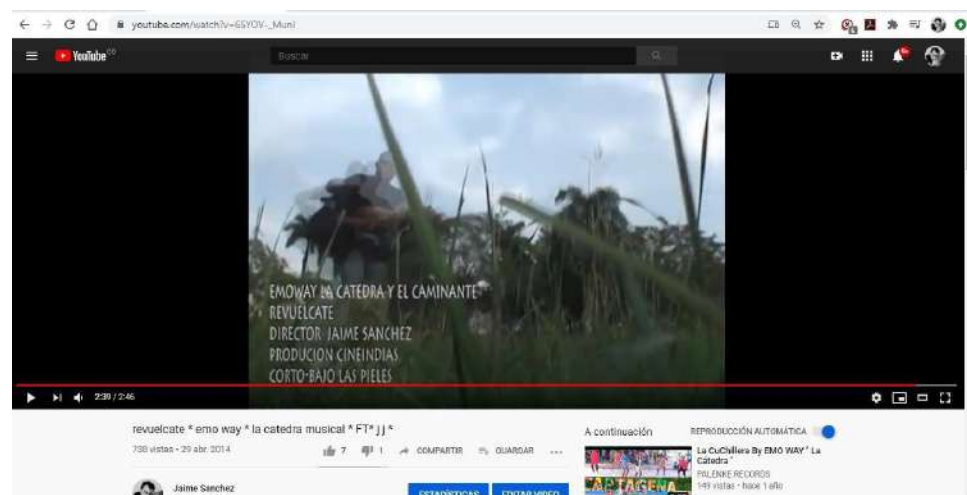 youtube.com/watch?v=6SYOV-_MunI
YouTube CO
Buscar
EMOWAY LA CATEDRA Y EL CAMINANTE
REVUELCATE
DIRECTOR JAIME SANCHEZ
PRODUCION CINEINDIAS
CORTO-BAJO LAS PIELES
2:39 / 2:46
revuelcate * emo way * la catedra musical * FT* j j *
738 vistas • 29 abr. 2014
7 1 COMPARTIR GUARDAR ...
Jaime Sanchez
ESTADÍSTICAS EDITAR VIDEO
A continuación
REPRODUCCIÓN AUTOMÁTICA
CARTAGENA
La CuChillera By EMO WAY " La
Cátedra "
PALENKE RECORDS
149 vistas • hace 1 año